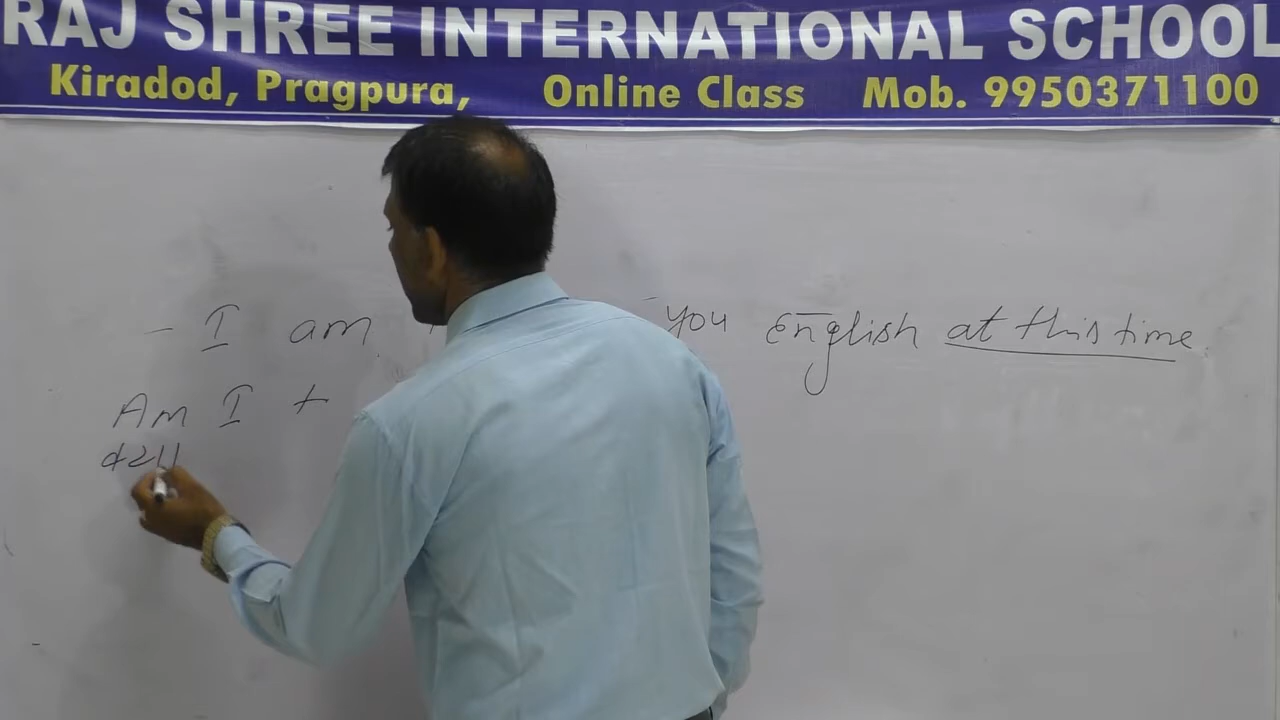 RAJ SHREE INTERNATIONAL SCHOOL
Kiradod, Pragpura, Online Class Mob. 9950371100
- I am you English at this time.
Am I +